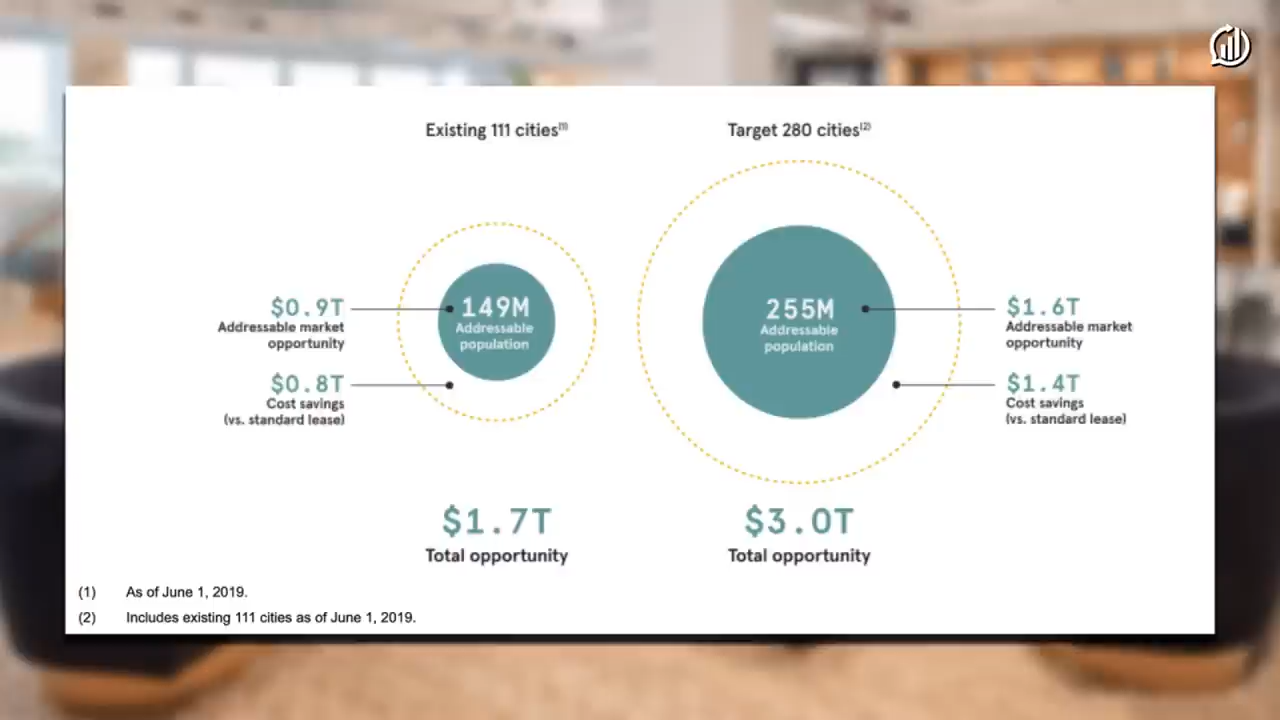 Existing 111 cities(1)
Target 280 cities(2)
$0.9T
Addressable market
opportunity
$0.8T
Cost savings
(vs. standard lease)
149M
Addressable
population
255M
Addressable
population
$1.6T
Addressable market
opportunity
$1.4T
Cost savings
(vs. standard lease)
$1.7T
Total opportunity
$3.0T
Total opportunity
(1) As of June 1, 2019.
(2) Includes existing 111 cities as of June 1, 2019.